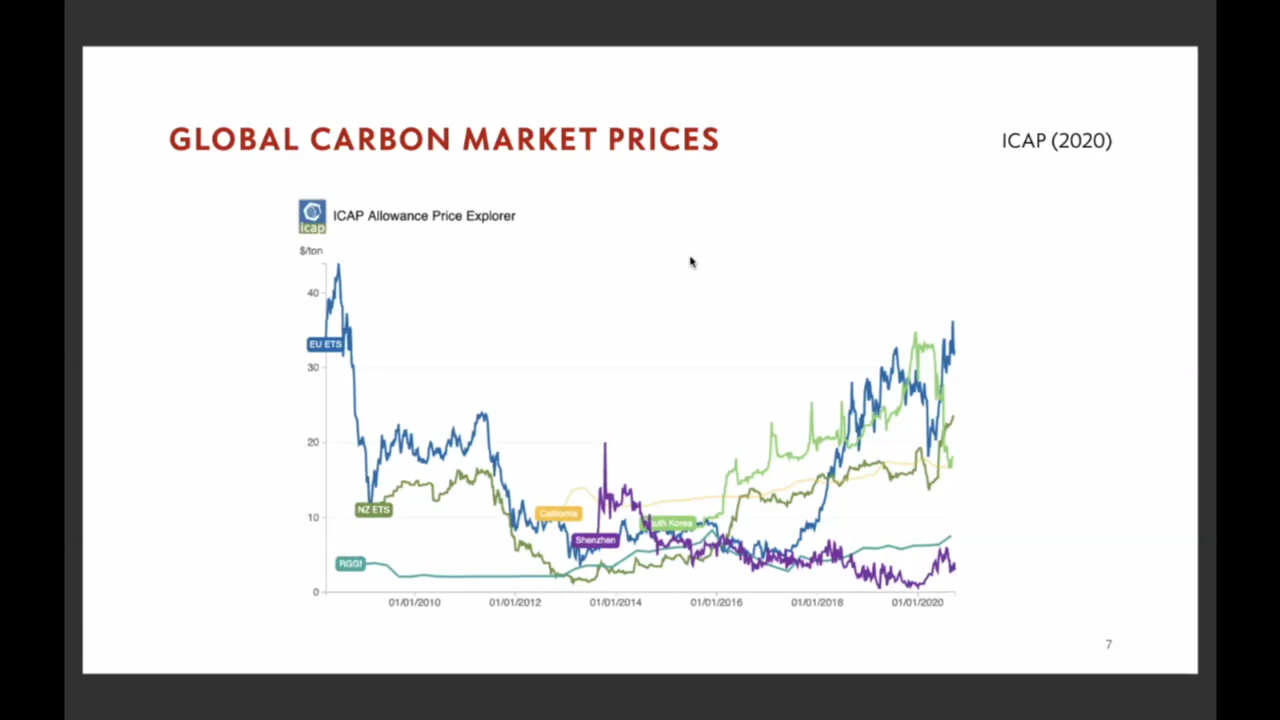 GLOBAL CARBON MARKET PRICES
ICAP (2020)
icap
ICAP Allowance Price Explorer
$/ton
40
EU ETS
30
20
NZ ETS
10
California
South Korea
Shenzhen
RGGI
0
01/01/2010
01/01/2012
01/01/2014
01/01/2016
01/01/2018
01/01/2020
7